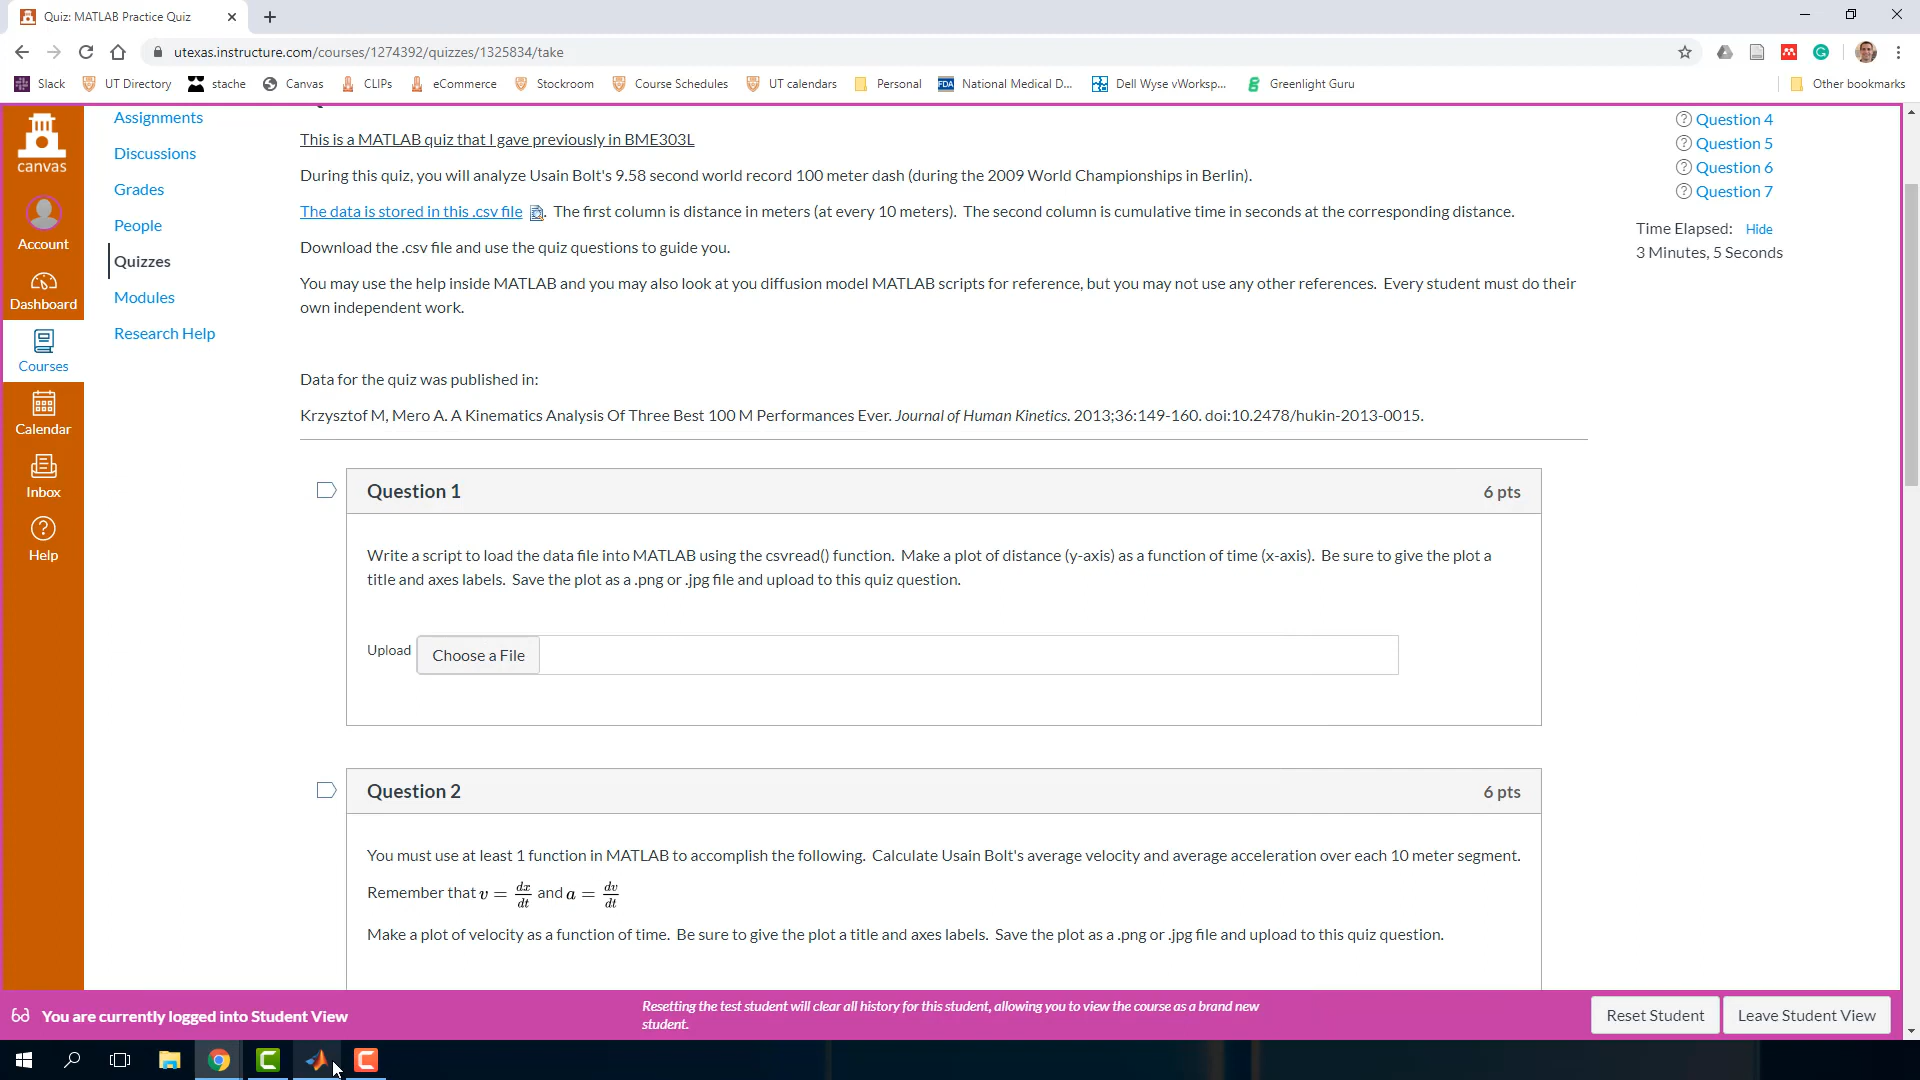 Quiz: MATLAB Practice Quiz
utexas.instructure.com/courses/1274392/quizzes/1325834/take
Slack UT Directory stache Canvas CLIPs eCommerce Stockroom Course Schedules UT calendars Personal FDA National Medical D... Dell Wyse vWorksp... Greenlight Guru Other bookmarks
canvas
Account
Dashboard
Courses
Calendar
Inbox
Help
Assignments
Discussions
Grades
People
Quizzes
Modules
Research Help
This is a MATLAB quiz that I gave previously in BME303L
During this quiz, you will analyze Usain Bolt's 9.58 second world record 100 meter dash (during the 2009 World Championships in Berlin).
The data is stored in this .csv file . The first column is distance in meters (at every 10 meters). The second column is cumulative time in seconds at the corresponding distance.
Download the .csv file and use the quiz questions to guide you.
You may use the help inside MATLAB and you may also look at you diffusion model MATLAB scripts for reference, but you may not use any other references. Every student must do their
own independent work.
Data for the quiz was published in:
Krzysztof M, Mero A. A Kinematics Analysis Of Three Best 100 M Performances Ever. Journal of Human Kinetics. 2013;36:149-160. doi:10.2478/hukin-2013-0015.
Question 1 6 pts
Write a script to load the data file into MATLAB using the csvread() function. Make a plot of distance (y-axis) as a function of time (x-axis). Be sure to give the plot a
title and axes labels. Save the plot as a .png or .jpg file and upload to this quiz question.
Upload Choose a File
Question 2 6 pts
You must use at least 1 function in MATLAB to accomplish the following. Calculate Usain Bolt's average velocity and average acceleration over each 10 meter segment.
Remember that v = dx/dt and a = dv/dt
Make a plot of velocity as a function of time. Be sure to give the plot a title and axes labels. Save the plot as a .png or .jpg file and upload to this quiz question.
Question 4
Question 5
Question 6
Question 7
Time Elapsed: Hide
3 Minutes, 5 Seconds
You are currently logged into Student View
Resetting the test student will clear all history for this student, allowing you to view the course as a brand new
student.
Reset Student Leave Student View